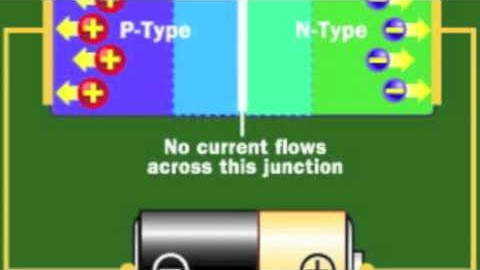 P-Type N-Type
No current flows
across this junction